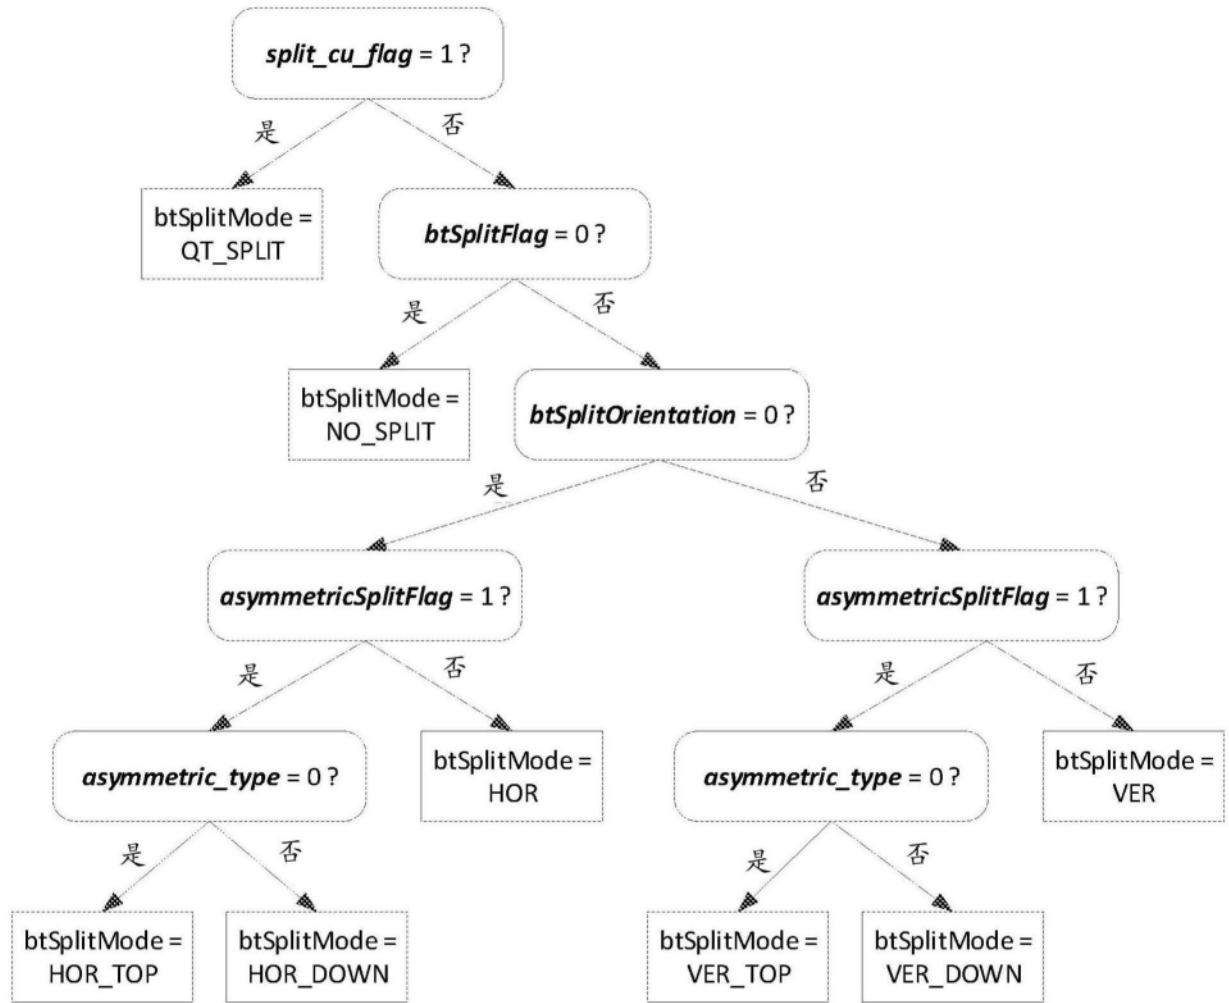 split_cu_flag = 1 ?
是
否
btSplitMode =
QT_SPLIT
btSplitFlag = 0 ?
是
否
btSplitMode =
NO_SPLIT
btSplitOrientation = 0 ?
是
否
asymmetricSplitFlag = 1 ?
asymmetricSplitFlag = 1 ?
是
否
是
否
asymmetric_type = 0 ?
btSplitMode =
HOR
asymmetric_type = 0 ?
btSplitMode =
VER
是
否
是
否
btSplitMode =
HOR_TOP
btSplitMode =
HOR_DOWN
btSplitMode =
VER_TOP
btSplitMode =
VER_DOWN